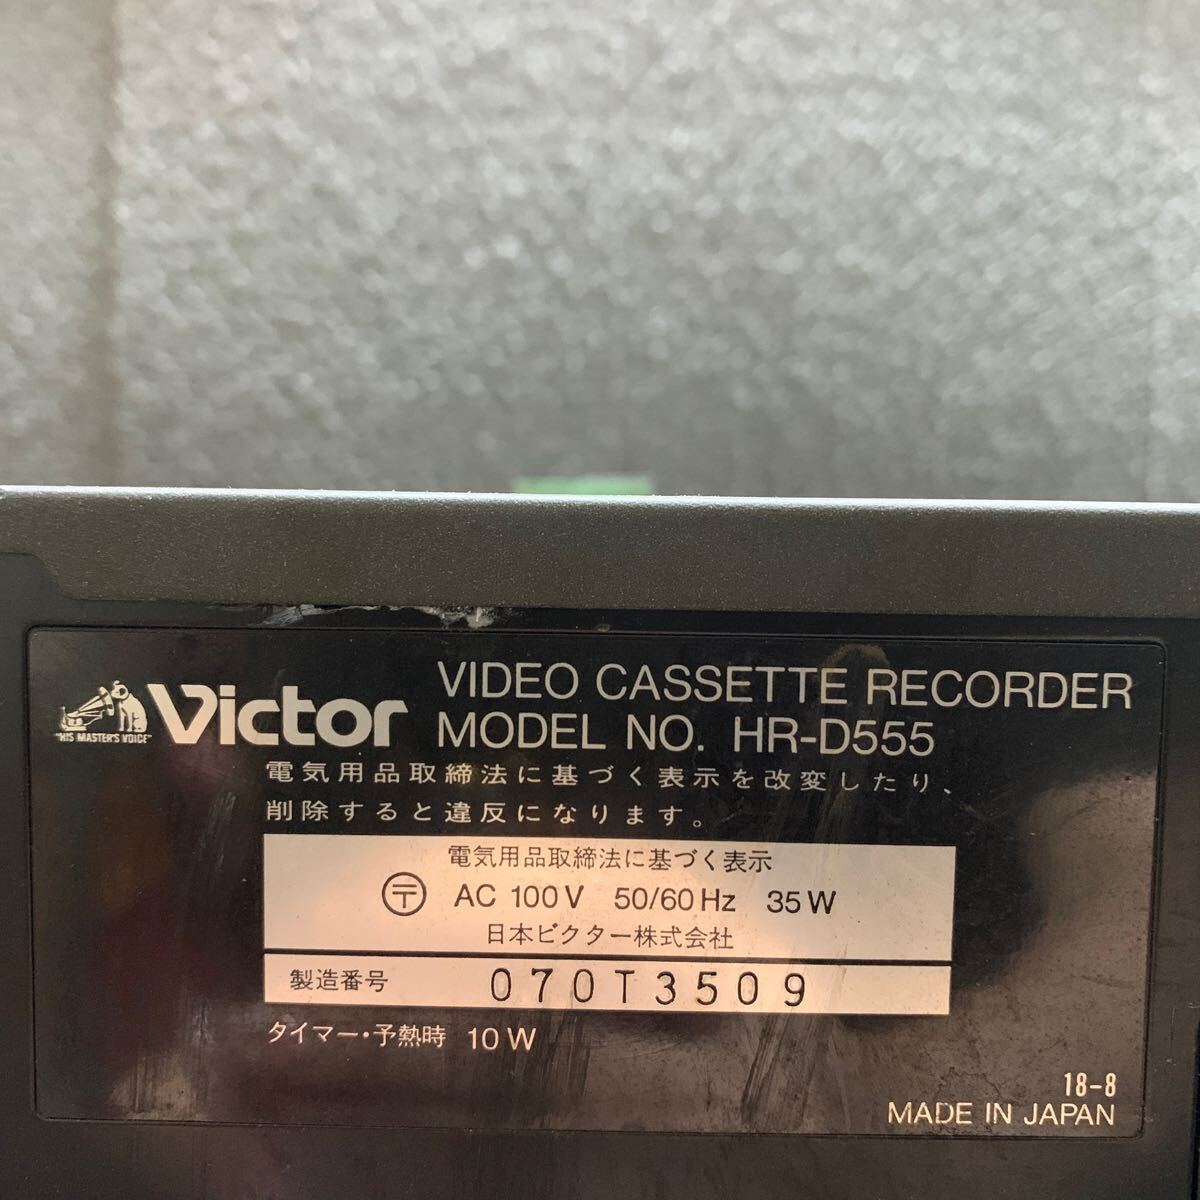 "HIS MASTER'S VOICE"
Victor
VIDEO CASSETTE RECORDER
MODEL NO. HR-D555
電気用品取締法に基づく表示を改変したり、
削除すると違反になります。
電気用品取締法に基づく表示
〒 AC 100V 50/60Hz 35W
日本ビクター株式会社
製造番号 070T3509
タイマー・予熱時 10W
18-8
MADE IN JAPAN